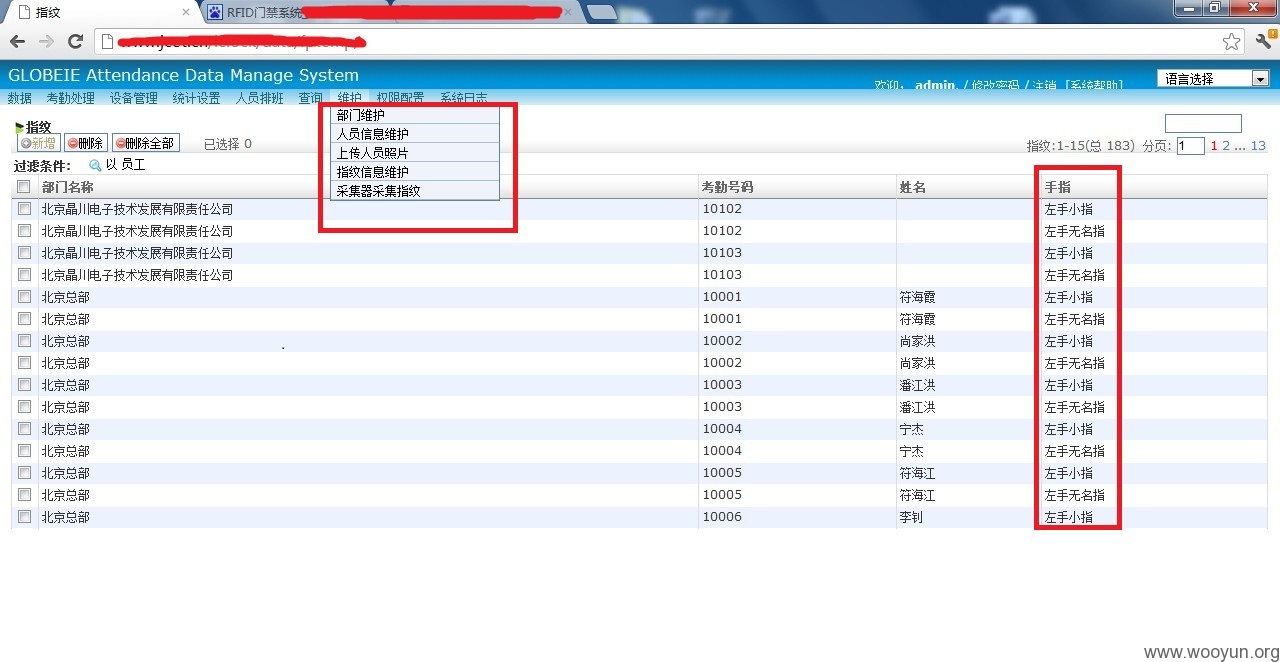 指纹
RFID门禁系统
GLOBEIE Attendance Data Manage System
欢迎, admin. / 修改密码 / 注销 [系统帮助]
语言选择
数据 考勤处理 设备管理 统计设置 人员排班 查询 维护 权限配置 系统日志
部门维护
人员信息维护
上传人员照片
指纹信息维护
采集器采集指纹
指纹
新增 删除 删除全部 已选择 0
指纹:1-15(总 183) 分页: 1 1 2 ... 13
过滤条件: 以 员工
部门名称 考勤号码 姓名 手指
北京晶川电子技术发展有限责任公司 10102 左手小指
北京晶川电子技术发展有限责任公司 10102 左手无名指
北京晶川电子技术发展有限责任公司 10103 左手小指
北京晶川电子技术发展有限责任公司 10103 左手无名指
北京总部 10001 符海霞 左手小指
北京总部 10001 符海霞 左手无名指
北京总部 10002 尚家洪 左手小指
北京总部 10002 尚家洪 左手无名指
北京总部 10003 潘江洪 左手小指
北京总部 10003 潘江洪 左手无名指
北京总部 10004 宁杰 左手小指
北京总部 10004 宁杰 左手无名指
北京总部 10005 符海江 左手小指
北京总部 10005 符海江 左手无名指
北京总部 10006 李钊 左手小指
www.wooyun.org